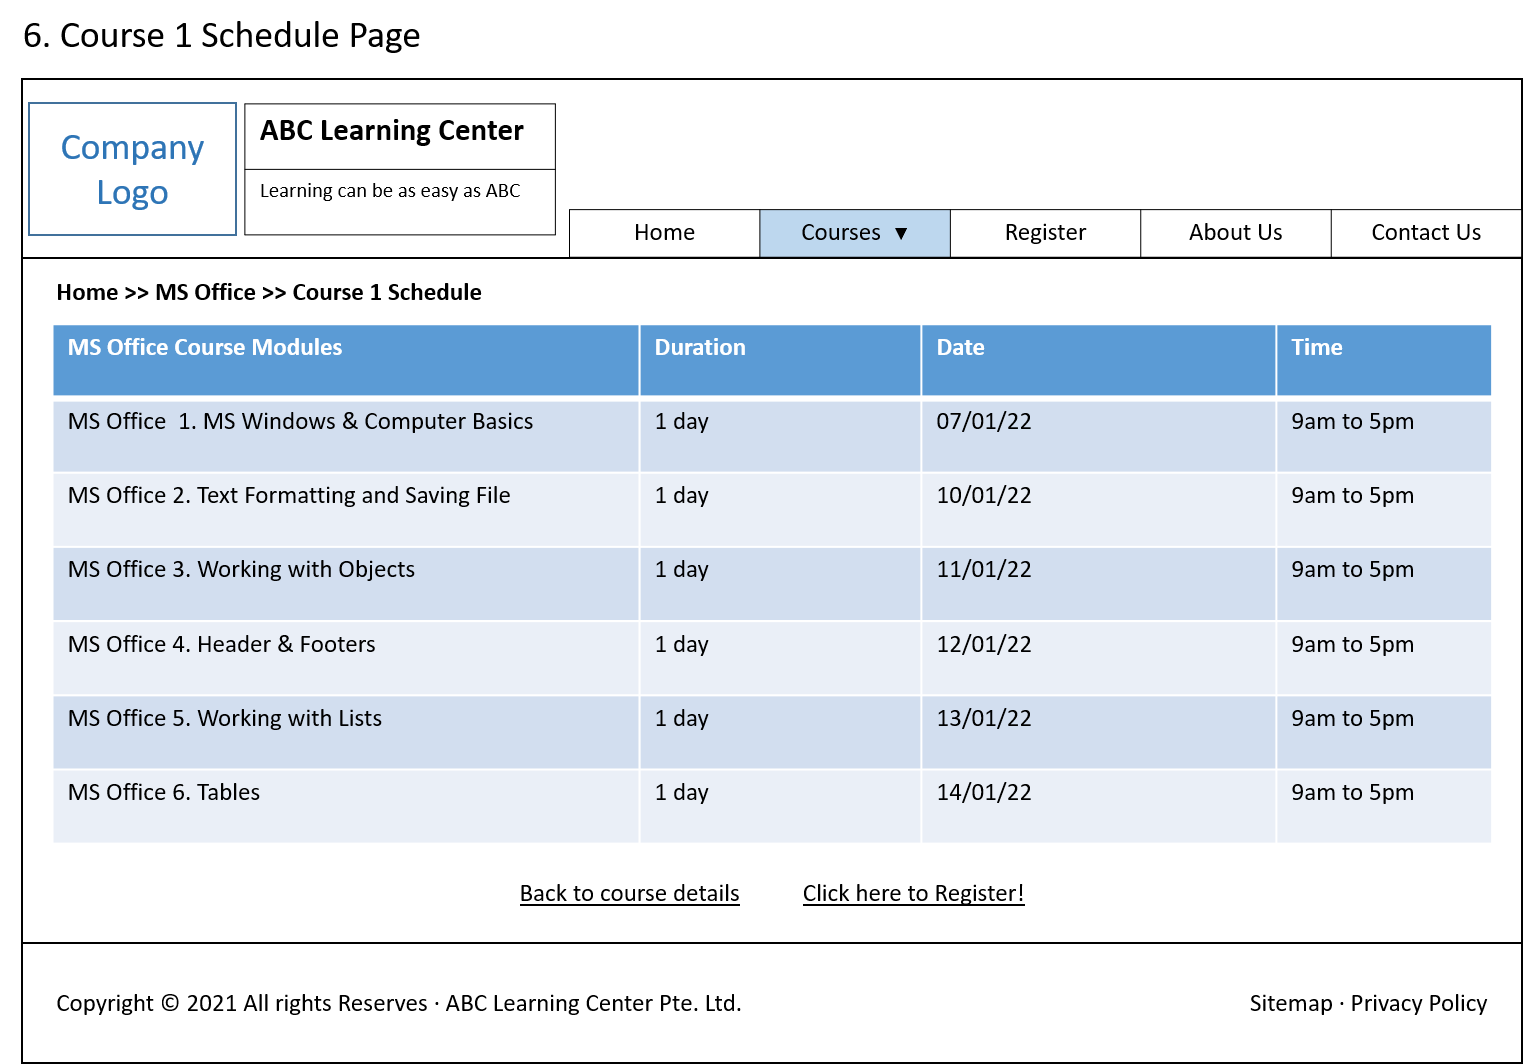 6. Course 1 Schedule Page
Company
Logo
ABC Learning Center
Learning can be as easy as ABC
Home Courses ▼ Register About Us Contact Us
Home >> MS Office >> Course 1 Schedule
MS Office Course Modules Duration Date Time
MS Office  1. MS Windows & Computer Basics 1 day 07/01/22 9am to 5pm
MS Office 2. Text Formatting and Saving File 1 day 10/01/22 9am to 5pm
MS Office 3. Working with Objects 1 day 11/01/22 9am to 5pm
MS Office 4. Header & Footers 1 day 12/01/22 9am to 5pm
MS Office 5. Working with Lists 1 day 13/01/22 9am to 5pm
MS Office 6. Tables 1 day 14/01/22 9am to 5pm
Back to course details Click here to Register!
Copyright © 2021 All rights Reserves · ABC Learning Center Pte. Ltd. Sitemap · Privacy Policy